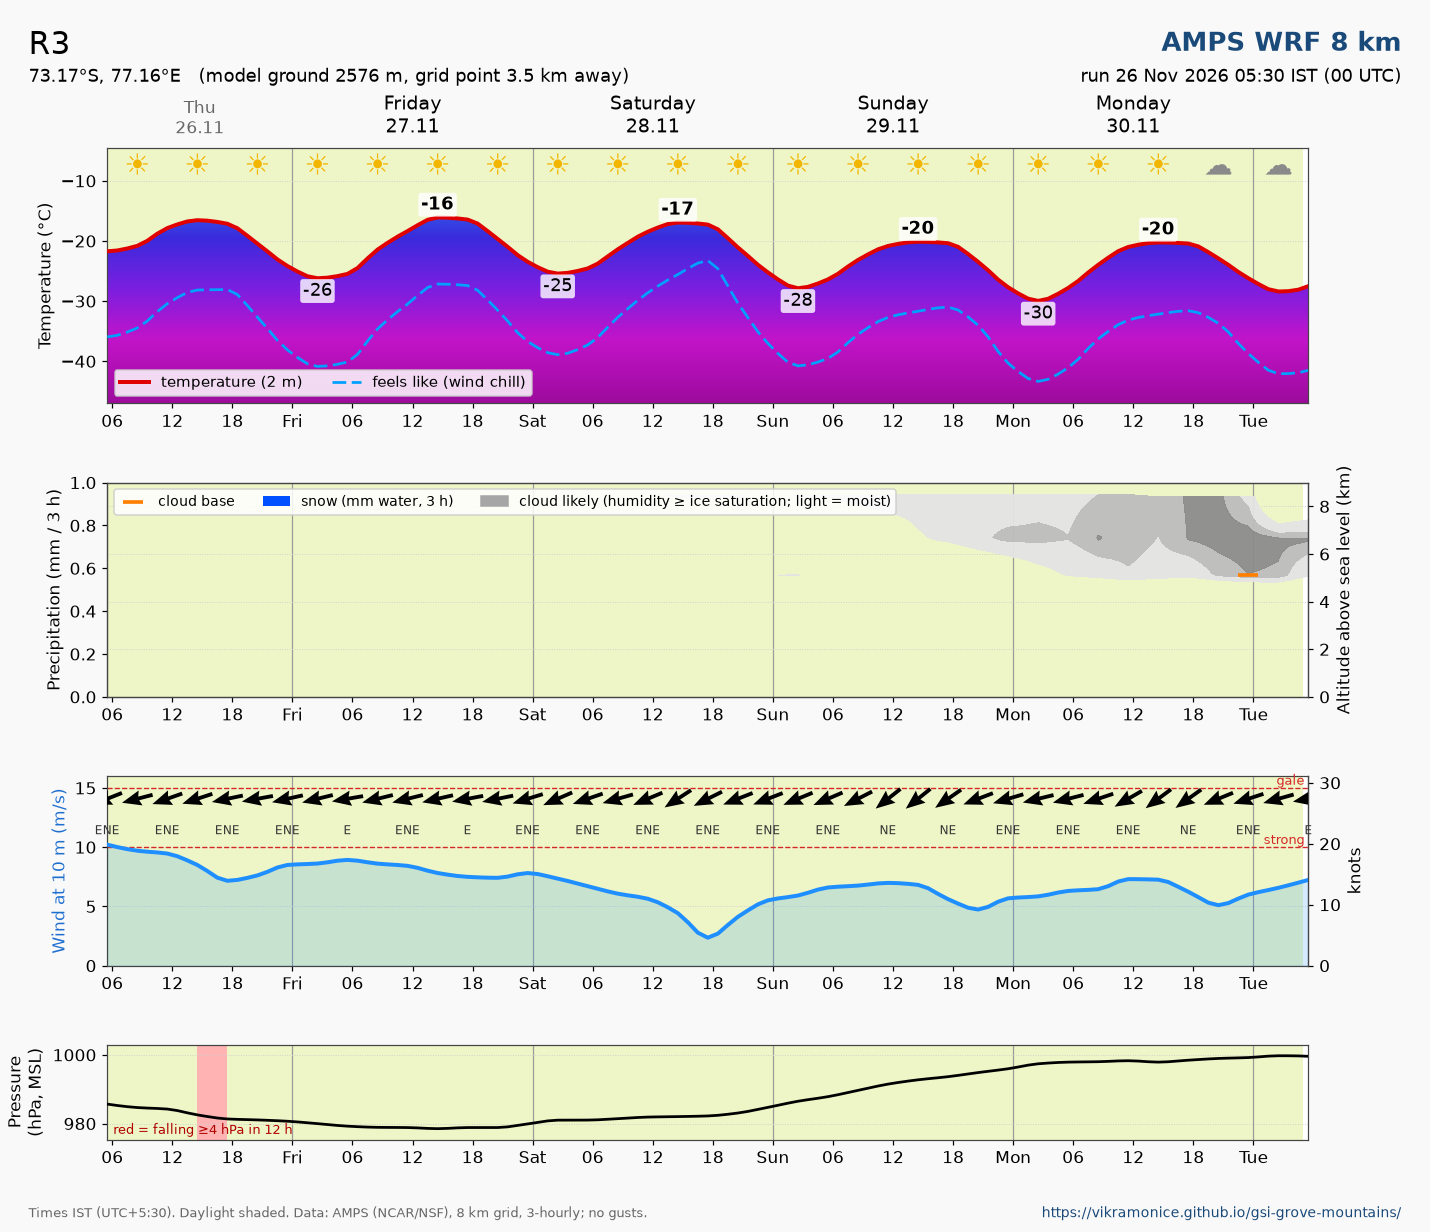 R3
AMPS WRF 8 km
73.17°S, 77.16°E (model ground 2576 m, grid point 3.5 km away)
run 26 Nov 2026 05:30 IST (00 UTC)
Thu
26.11
Friday
27.11
Saturday
28.11
Sunday
29.11
Monday
30.11
Temperature (°C)
−10
−20
−30
−40
-16
-17
-20
-20
-26
-25
-28
-30
temperature (2 m)
feels like (wind chill)
06 12 18 Fri 06 12 18 Sat 06 12 18 Sun 06 12 18 Mon 06 12 18 Tue
Precipitation (mm / 3 h)
1.0
0.8
0.6
0.4
0.2
0.0
cloud base
snow (mm water, 3 h)
cloud likely (humidity ≥ ice saturation; light = moist)
8
6
4
2
0
Altitude above sea level (km)
06 12 18 Fri 06 12 18 Sat 06 12 18 Sun 06 12 18 Mon 06 12 18 Tue
Wind at 10 m (m/s)
15
10
5
0
gale
ENE ENE ENE ENE E ENE E ENE ENE ENE ENE ENE ENE NE NE ENE ENE ENE NE ENE E
strong
30
20
10
0
knots
06 12 18 Fri 06 12 18 Sat 06 12 18 Sun 06 12 18 Mon 06 12 18 Tue
Pressure
(hPa, MSL)
1000
980
red = falling ≥4 hPa in 12 h
06 12 18 Fri 06 12 18 Sat 06 12 18 Sun 06 12 18 Mon 06 12 18 Tue
Times IST (UTC+5:30). Daylight shaded. Data: AMPS (NCAR/NSF), 8 km grid, 3-hourly; no gusts.
https://vikramonice.github.io/gsi-grove-mountains/